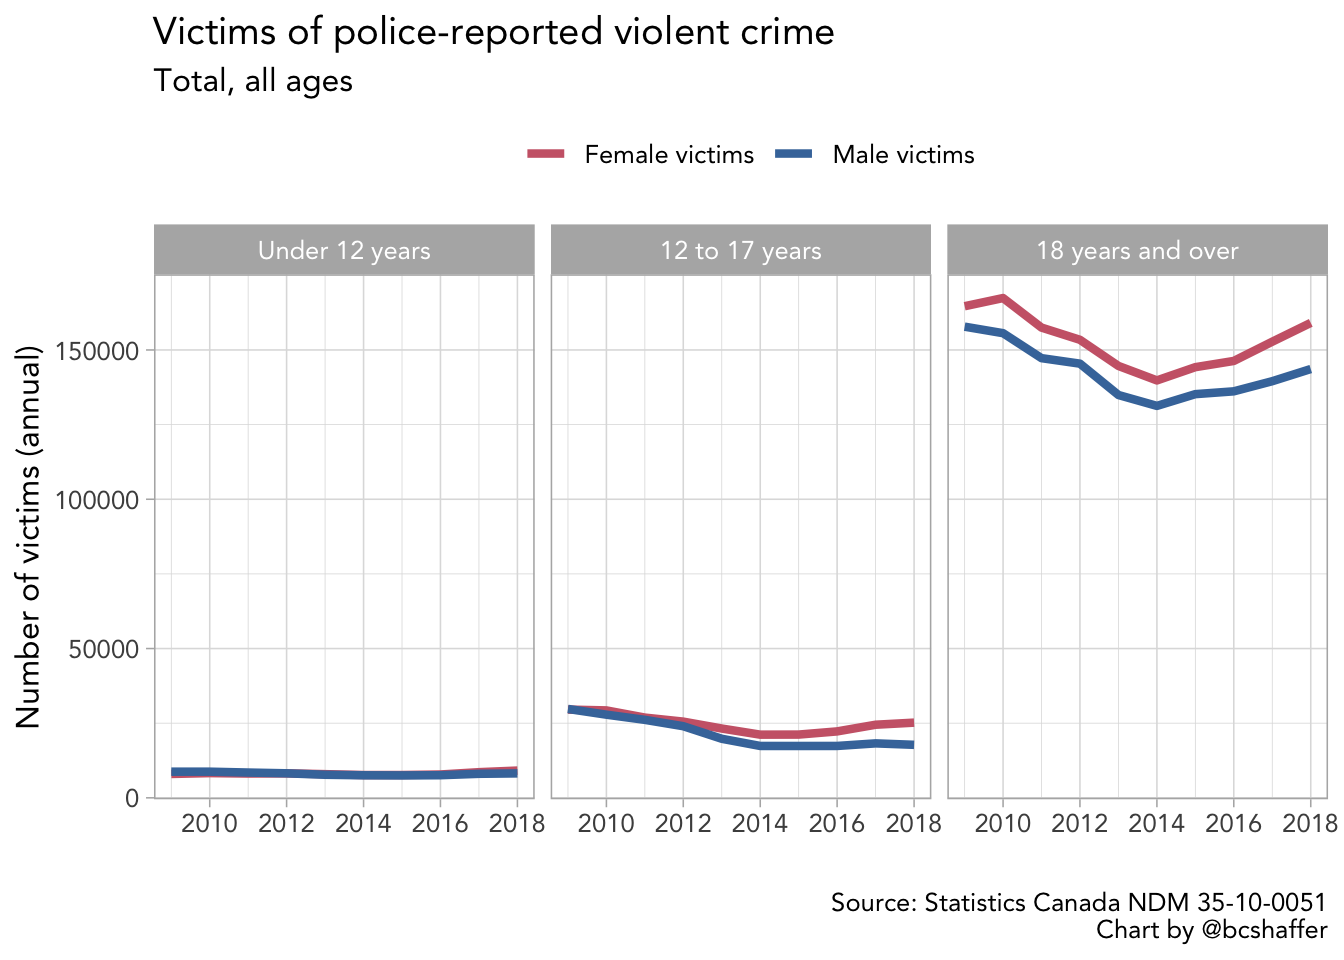 Victims of police-reported violent crime
Total, all ages
Female victims Male victims
Under 12 years 12 to 17 years 18 years and over
Number of victims (annual)
150000
100000
50000
0
2010 2012 2014 2016 2018 2010 2012 2014 2016 2018 2010 2012 2014 2016 2018
Source: Statistics Canada NDM 35-10-0051
Chart by @bcshaffer